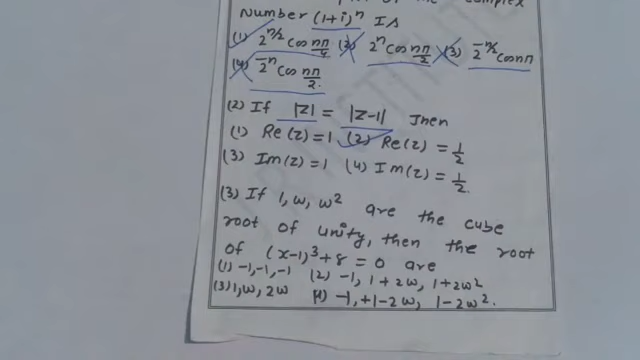 of the complex
Number (1+i)ⁿ Is
(1) 2^(n/2) cos nπ/4 (2) 2ⁿ cos nπ/2 (3) 2^(-n/2) cos nπ
(4) 2^(-n) cos nπ/2.
(2) If |z| = |z-1| Then
(1) Re(z)=1 (2) Re(z) = 1/2
(3) Im(z)=1 (4) Im(z)=1/2.
(3) If 1, ω, ω² are the cube
root of unity, then the root
of (x-1)³+8=0 are
(1) -1,-1,-1 (2) -1, 1+2ω, 1+2ω²
(3) 1, ω, 2ω (4) -1,+1-2ω, 1-2ω².